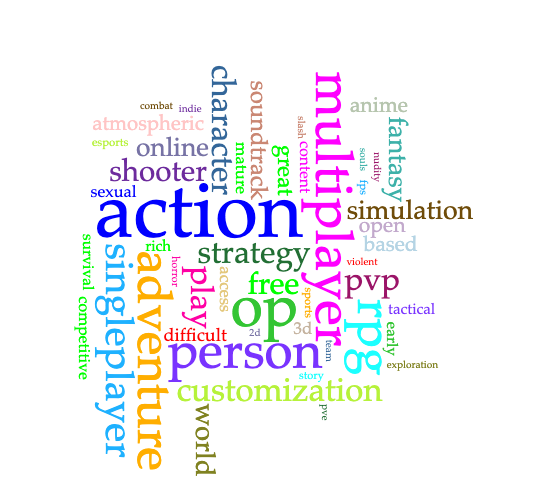 combat
indie
character
soundtrack
multiplayer
anime
atmospheric
esports
online
mature
great
slash
content
souls
nudity
fps
fantasy
shooter
sexual
action
simulation
open
based
survival
singleplayer
rich
adventure
horror
play
strategy
access
free
violent
pvp
op
sports
3d
2d
rpg
tactical
competitive
difficult
person
team
early
exploration
story
customization
world
pve